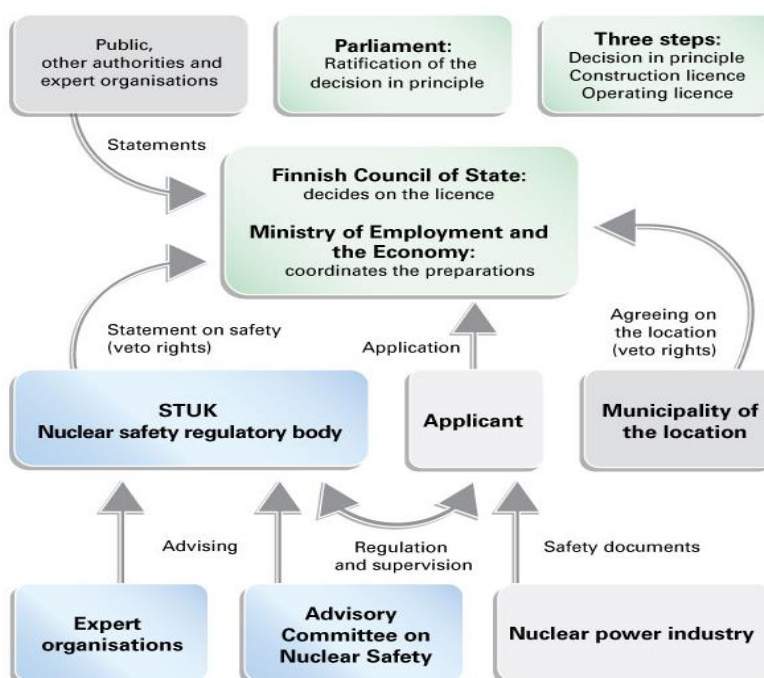 Public,
other authorities and
expert organisations
Parliament:
Ratification of the
decision in principle
Three steps:
Decision in principle
Construction licence
Operating licence
Statements
Finnish Council of State:
decides on the licence
Ministry of Employment and
the Economy:
coordinates the preparations
Statement on safety
(veto rights)
Application
Agreeing on
the location
(veto rights)
STUK
Nuclear safety regulatory body
Applicant
Municipality of
the location
Advising
Regulation
and supervision
Safety documents
Expert
organisations
Advisory
Committee on
Nuclear Safety
Nuclear power industry